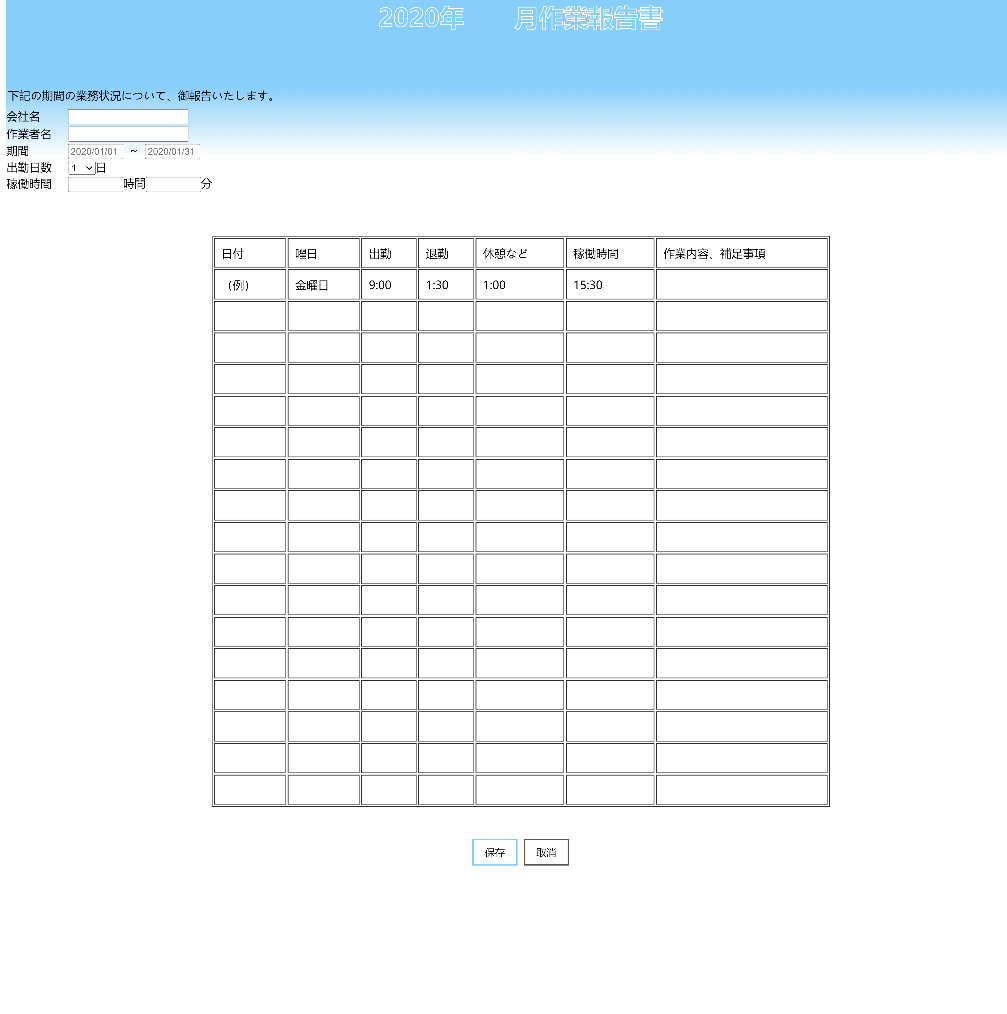 2020年 月作業報告書
下記の期間の業務状況について、御報告いたします。
会社名
作業者名
期間 2020/01/01 ~ 2020/01/31
出勤日数 1 日
稼働時間 時間 分
日付 曜日 出勤 退勤 休憩など 稼働時間 作業内容、補足事項
（例） 金曜日 9:00 1:30 1:00 15:30
保存 取消